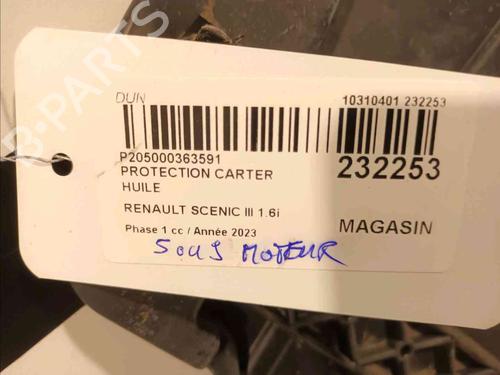 DUN
10310401 232253
P205000363591
232253
PROTECTION CARTER
HUILE
RENAULT SCENIC III 1.6i
MAGASIN
Phase 1 cc / Année 2023
SOUS MOTEUR
B-PARTS